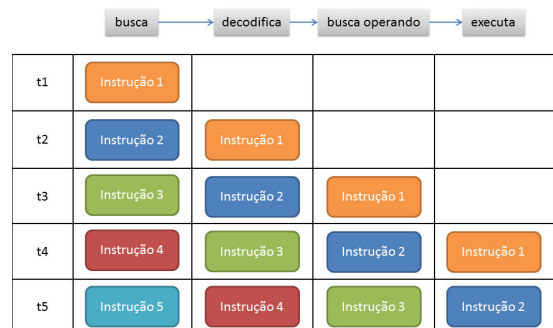 busca decodifica busca operando executa
t1 Instrução 1
t2 Instrução 2 Instrução 1
t3 Instrução 3 Instrução 2 Instrução 1
t4 Instrução 4 Instrução 3 Instrução 2 Instrução 1
t5 Instrução 5 Instrução 4 Instrução 3 Instrução 2